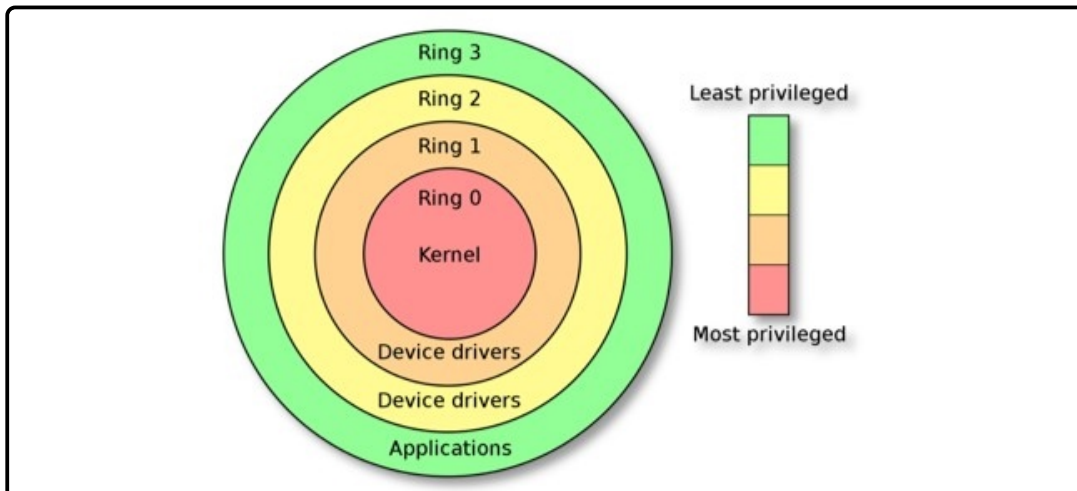 Ring 3
Ring 2
Ring 1
Ring 0
Kernel
Device drivers
Device drivers
Applications
Least privileged
Most privileged